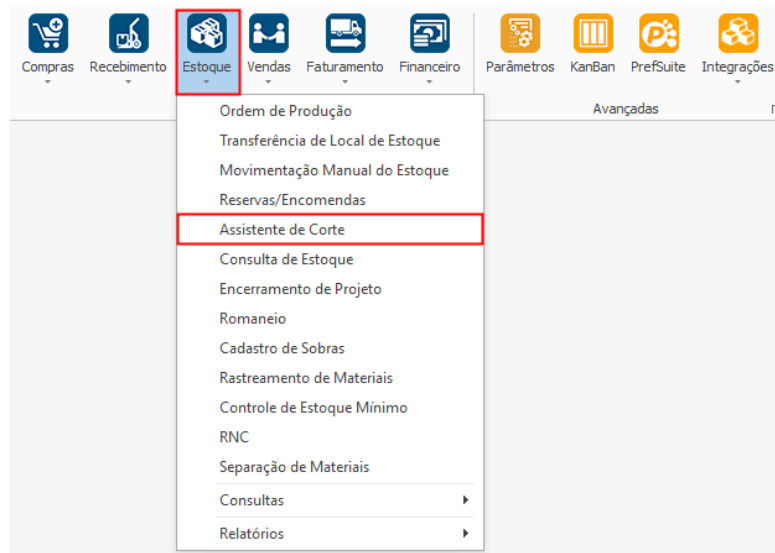 Compras Recebimento Estoque Vendas Faturamento Financeiro Parâmetros KanBan PrefSuite Integrações
Avançadas
Ordem de Produção
Transferência de Local de Estoque
Movimentação Manual do Estoque
Reservas/Encomendas
Assistente de Corte
Consulta de Estoque
Encerramento de Projeto
Romaneio
Cadastro de Sobras
Rastreamento de Materiais
Controle de Estoque Mínimo
RNC
Separação de Materiais
Consultas
Relatórios